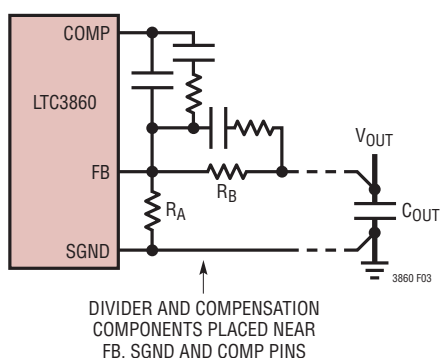 COMP
LTC3860
FB
SGND
R_A
R_B
V_OUT
C_OUT
3860 F03
DIVIDER AND COMPENSATION
COMPONENTS PLACED NEAR
FB, SGND AND COMP PINS